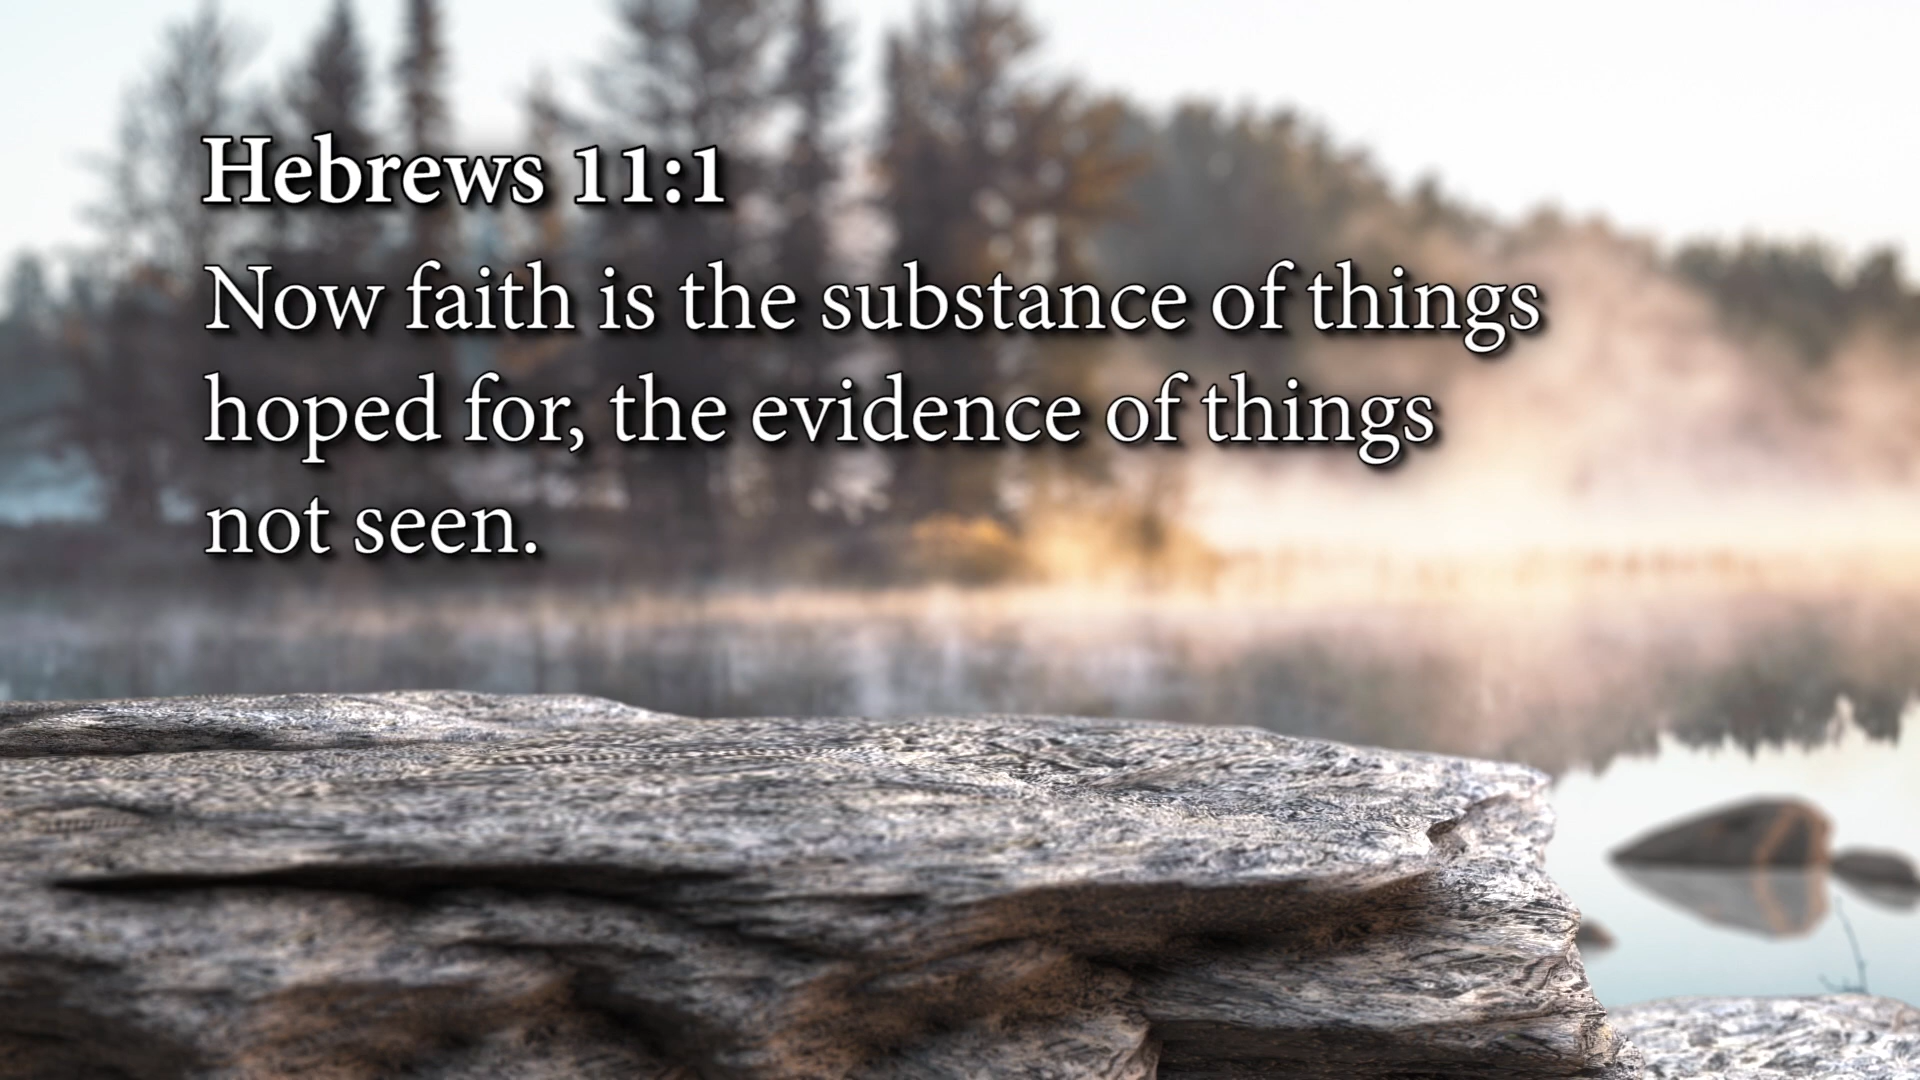 Hebrews 11:1
Now faith is the substance of things
hoped for, the evidence of things
not seen.